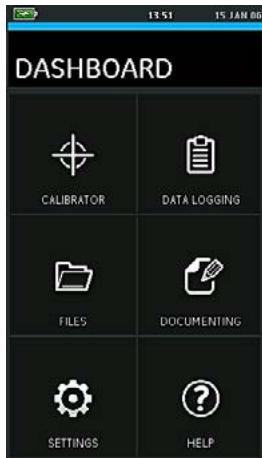 13:51 15 JAN 06
DASHBOARD
CALIBRATOR DATA LOGGING
FILES DOCUMENTING
SETTINGS HELP